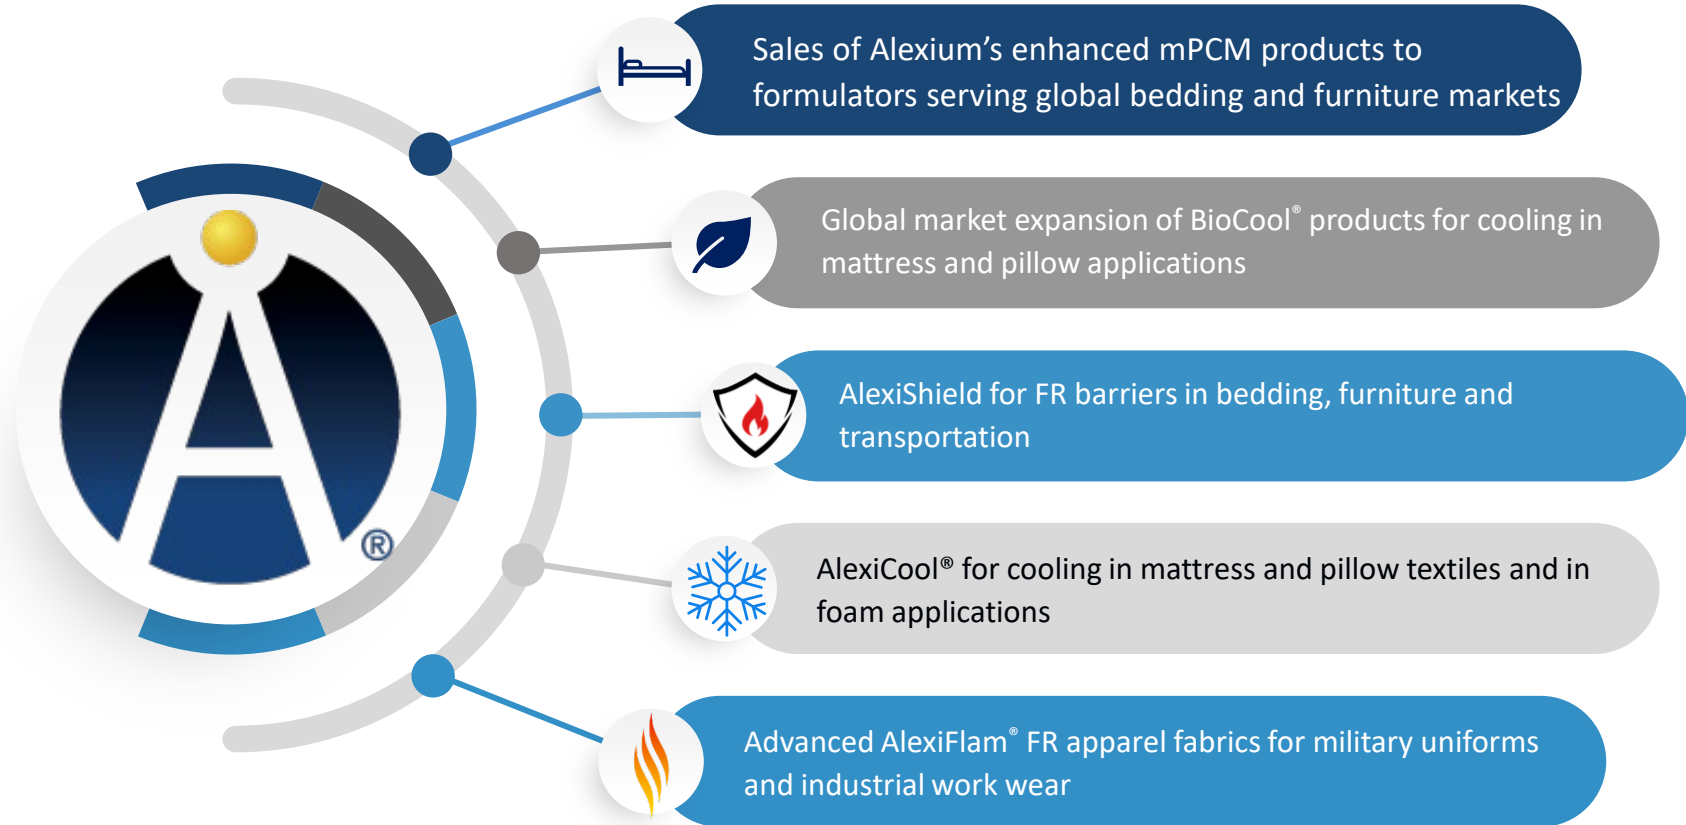 Sales of Alexium’s enhanced mPCM products to
formulators serving global bedding and furniture markets
Global market expansion of BioCool® products for cooling in
mattress and pillow applications
AlexiShield for FR barriers in bedding, furniture and
transportation
AlexiCool® for cooling in mattress and pillow textiles and in
foam applications
Advanced AlexiFlam® FR apparel fabrics for military uniforms
and industrial work wear
A
®